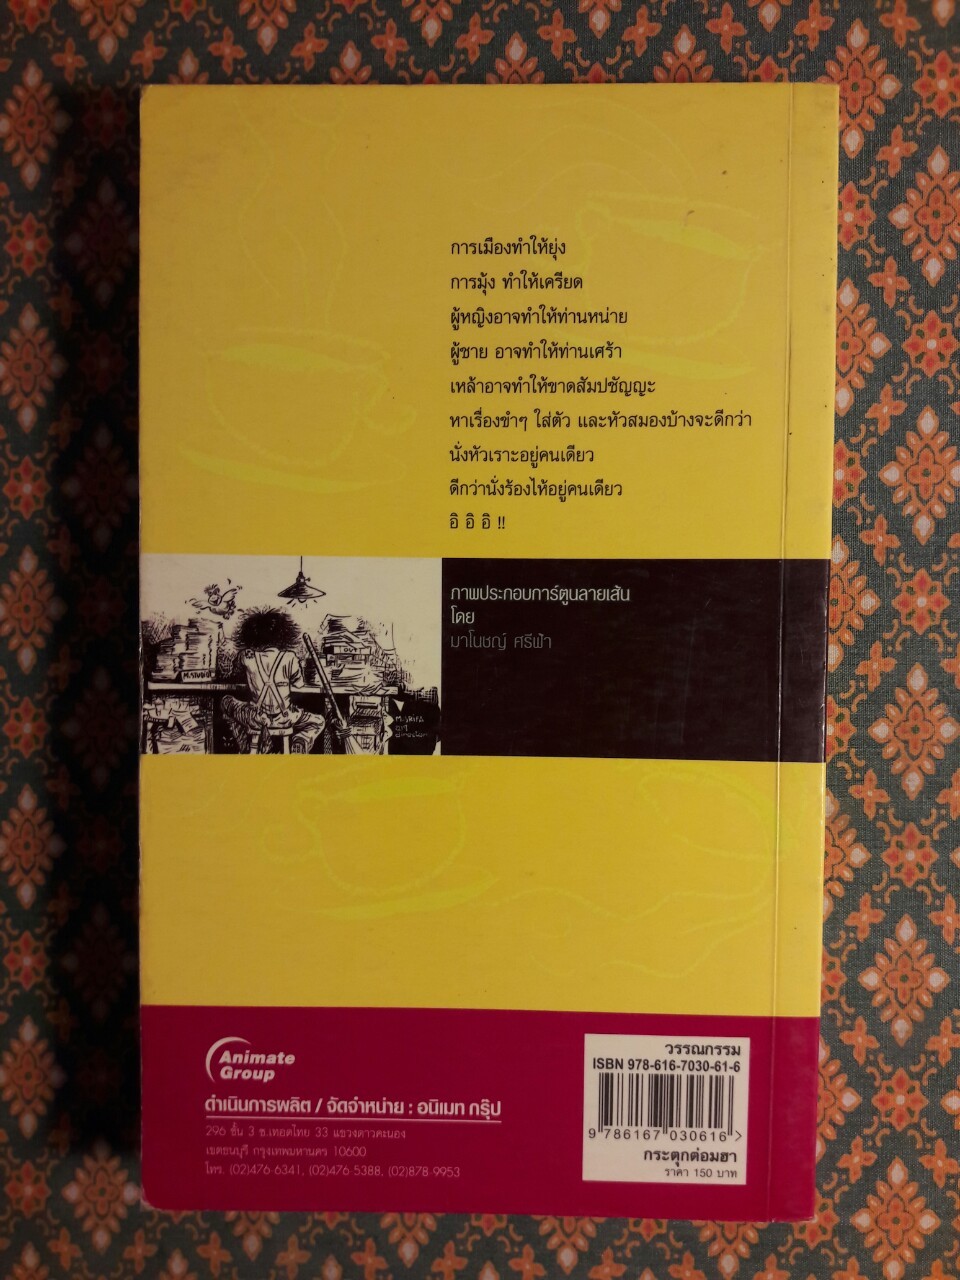 การเมืองทำให้ยุ่ง
การมุ้ง ทำให้เครียด
ผู้หญิงอาจทำให้ท่านหน่าย
ผู้ชาย อาจทำให้ท่านเศร้า
เหล้าอาจทำให้ขาดสัมปชัญญะ
หาเรื่องขำๆ ใส่ตัว และหัวสมองบ้างจะดีกว่า
นั่งหัวเราะอยู่คนเดียว
ดีกว่านั่งร้องไห้อยู่คนเดียว
อิ อิ อิ !!
ภาพประกอบการ์ตูนลายเส้น
โดย
มาโนชญ์ ศรีฟ้า
M.STUDIO
OUT
Animate
Group
ดำเนินการผลิต / จัดจำหน่าย : อนิเมท กรุ๊ป
296 ชั้น 3 ซ.เทอดไทย 33 แขวงดาวคะนอง
เขตธนบุรี กรุงเทพมหานคร 10600
โทร. (02)476 6341, (02)476 5388, (02)878-9953
วรรณกรรม
ISBN 978-616-7030-61-6
9 786167 030616 >
กระตุกต่อมฮา
ราคา 150 บาท